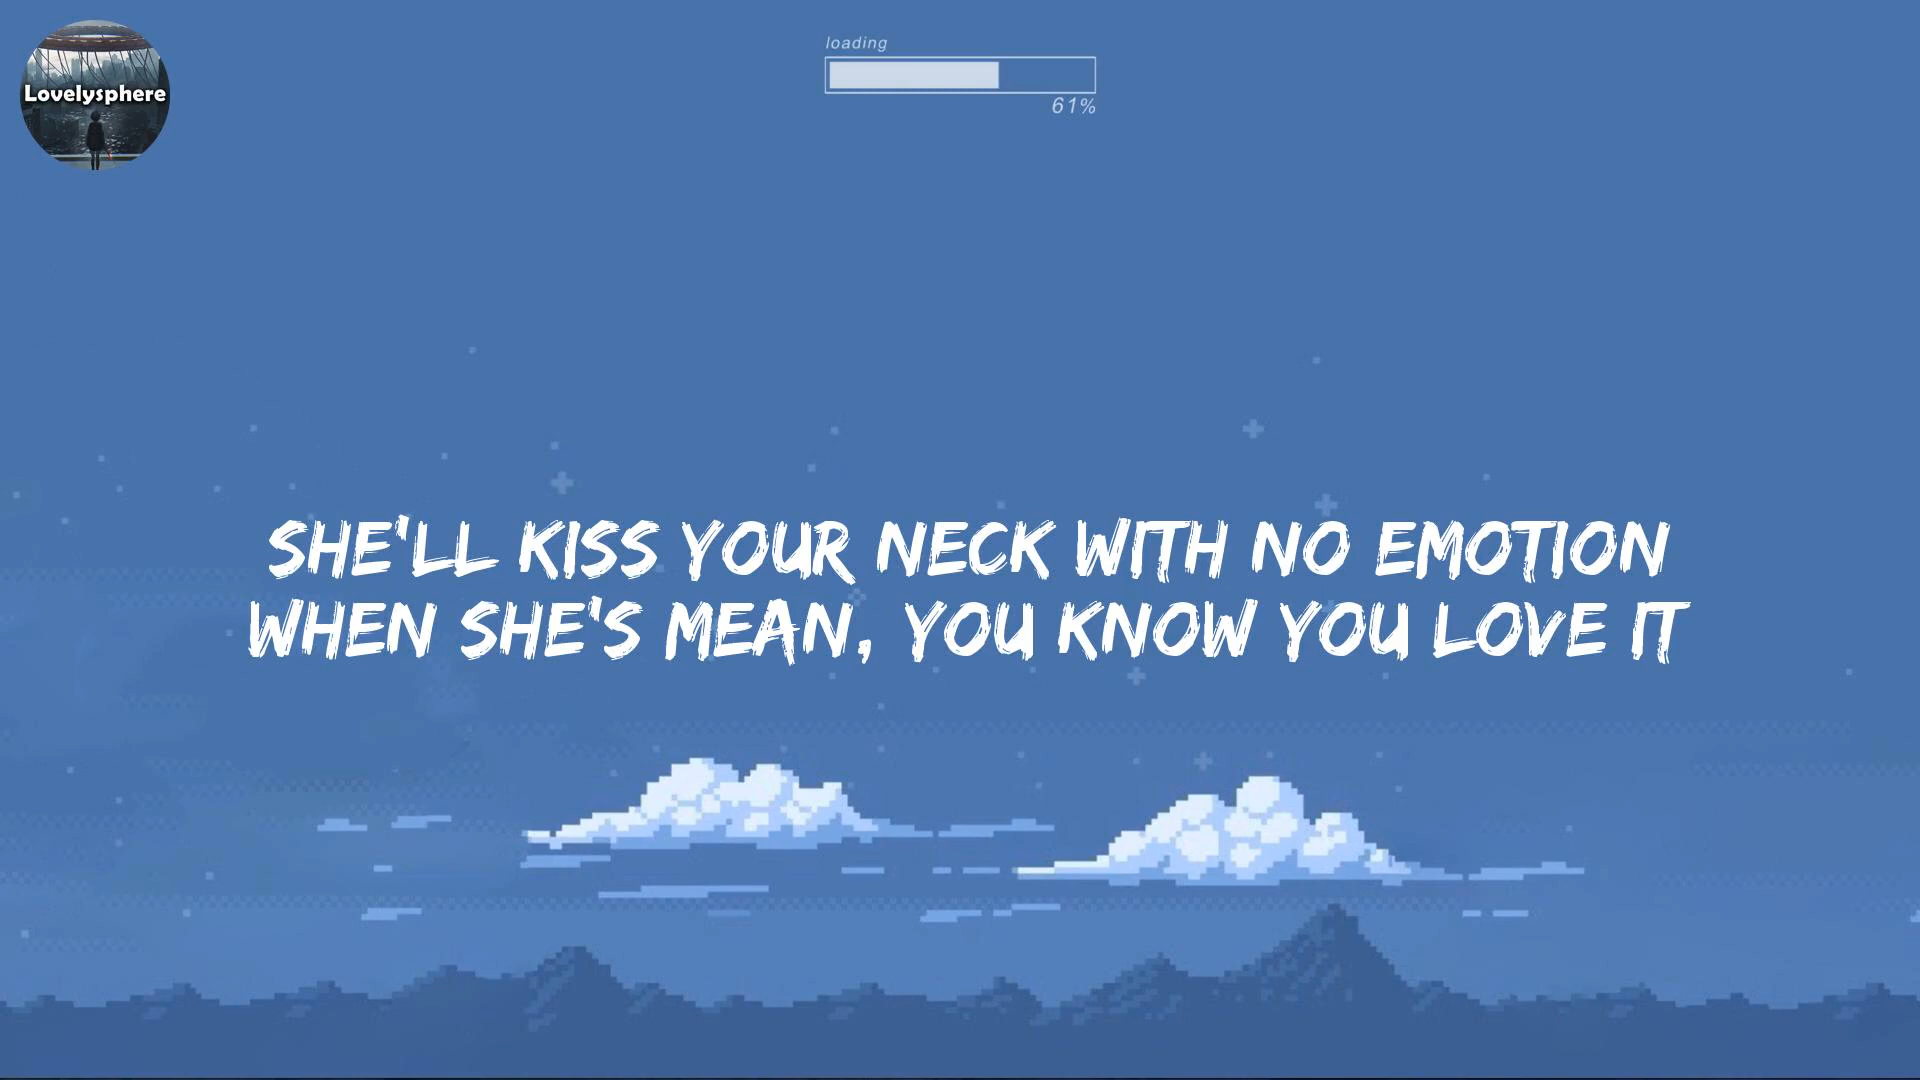 Lovelysphere
loading
61%
SHE'LL KISS YOUR NECK WITH NO EMOTION
WHEN SHE'S MEAN, YOU KNOW YOU LOVE IT